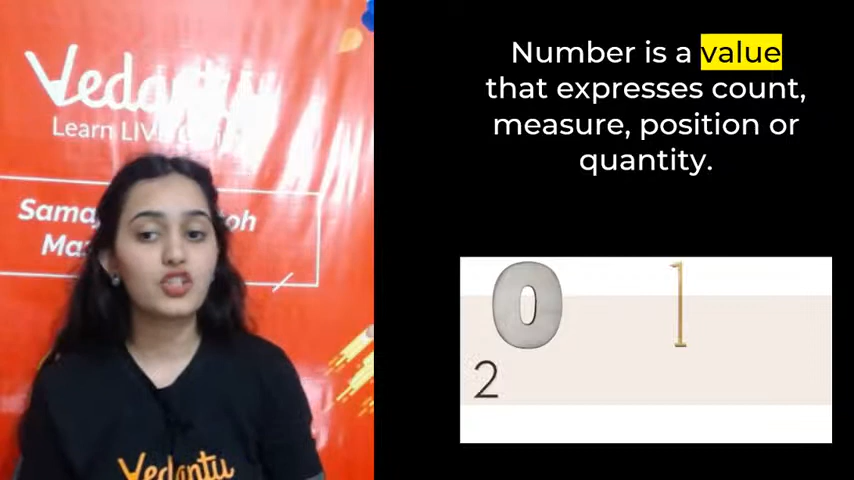 Vedantu
Learn LIVE
Number is a value
that expresses count,
measure, position or
quantity.
0
1
2
Vedantu